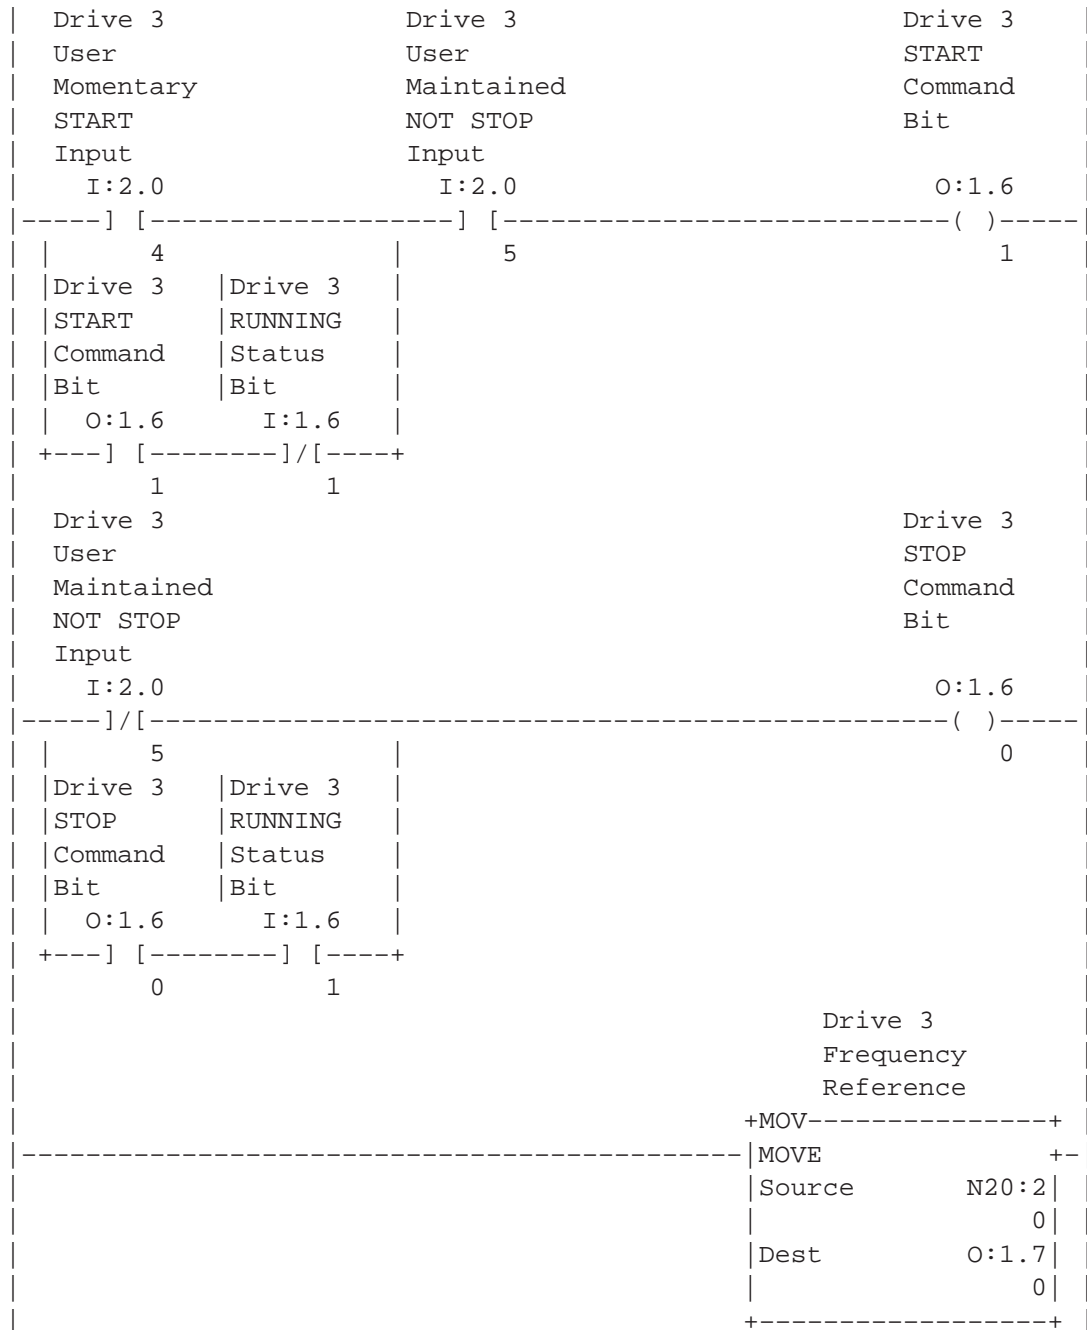 |  Drive 3               Drive 3                        Drive 3    |
|  User                  User                           START      |
|  Momentary             Maintained                     Command    |
|  START                 NOT STOP                       Bit        |
|  Input                 Input                                     |
|    I:2.0                 I:2.0                          O:1.6    |
|-----] [-------------------] [----------------------------( )-----|
| |      4              |      5                              1    |
| |Drive 3   |Drive 3   |                                          |
| |START     |RUNNING   |                                          |
| |Command   |Status    |                                          |
| |Bit       |Bit       |                                          |
| |  O:1.6      I:1.6   |                                          |
| +---] [--------]/[----+                                          |
|        1          1                                              |
|  Drive 3                                              Drive 3    |
|  User                                                 STOP       |
|  Maintained                                           Command    |
|  NOT STOP                                             Bit        |
|  Input                                                           |
|    I:2.0                                                O:1.6    |
|-----]/[--------------------------------------------------( )-----|
| |      5              |                                     0    |
| |Drive 3   |Drive 3   |                                          |
| |STOP      |RUNNING   |                                          |
| |Command   |Status    |                                          |
| |Bit       |Bit       |                                          |
| |  O:1.6      I:1.6   |                                          |
| +---] [--------] [----+                                          |
|        0          1                                              |
|                                                  Drive 3         |
|                                                  Frequency       |
|                                                  Reference       |
|                                             +MOV---------------+ |
|---------------------------------------------|MOVE              +-|
|                                             |Source       N20:2| |
|                                             |                 0| |
|                                             |Dest         O:1.7| |
|                                             |                 0| |
|                                             +------------------+ |